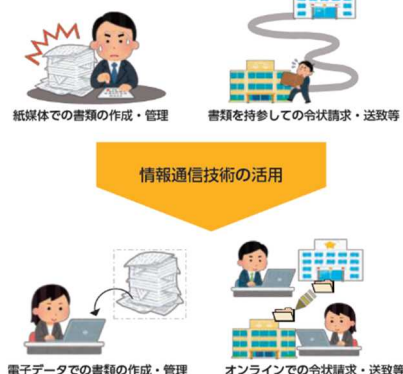 紙媒体での書類の作成・管理
書類を持参しての令状請求・送致等
情報通信技術の活用
電子データでの書類の作成・管理
オンラインでの令状請求・送致等